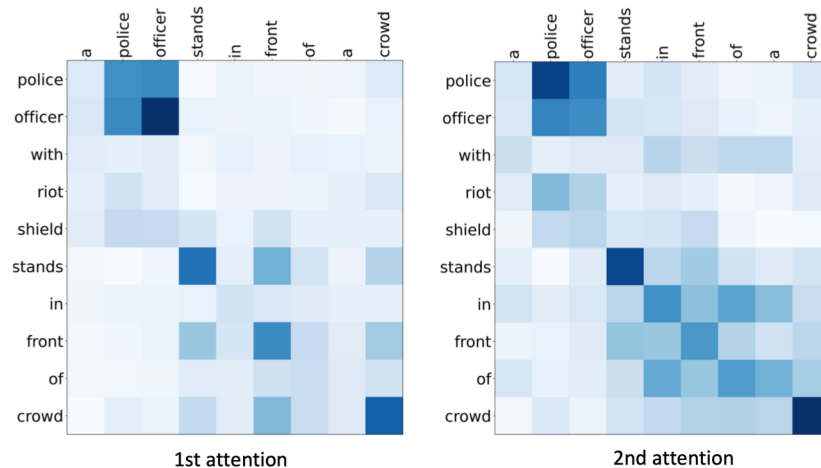 a police officer stands in front of a crowd
a police officer stands in front of a crowd
police
officer
with
riot
shield
stands
in
front
of
crowd
police
officer
with
riot
shield
stands
in
front
of
crowd
1st attention
2nd attention